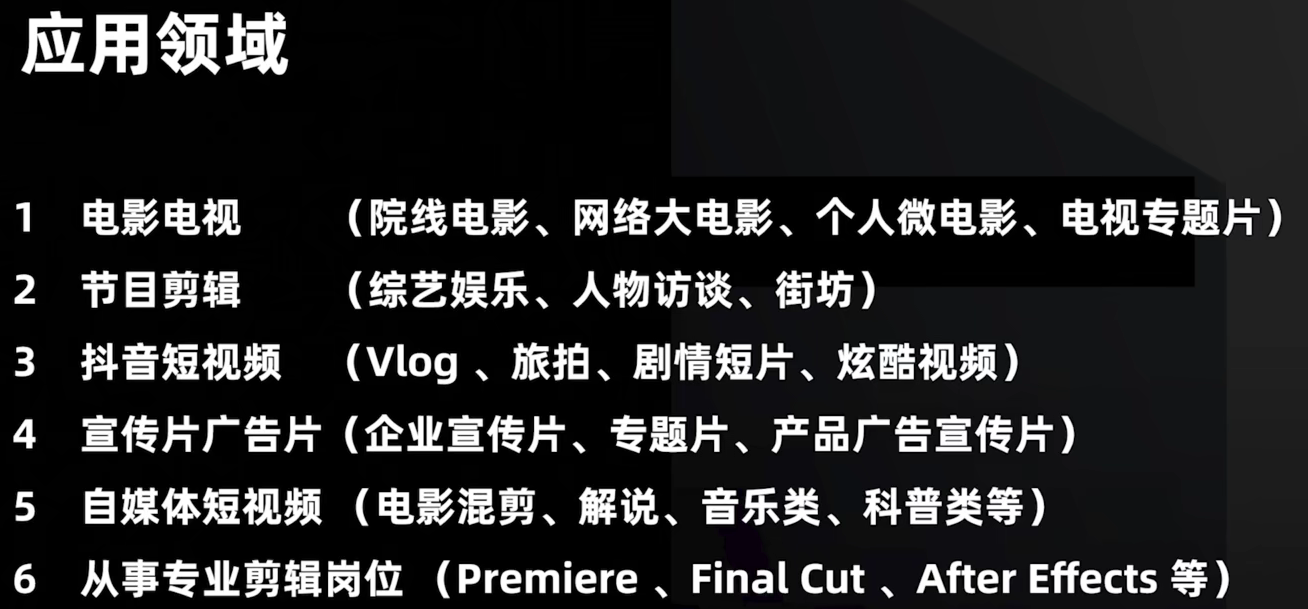 应用领域
1 电影电视 （院线电影、网络大电影、个人微电影、电视专题片）
2 节目剪辑 （综艺娱乐、人物访谈、街坊）
3 抖音短视频 （Vlog 、旅拍、剧情短片、炫酷视频）
4 宣传片广告片（企业宣传片、专题片、产品广告宣传片）
5 自媒体短视频 （电影混剪、解说、音乐类、科普类等）
6 从事专业剪辑岗位 （Premiere 、Final Cut 、After Effects 等）